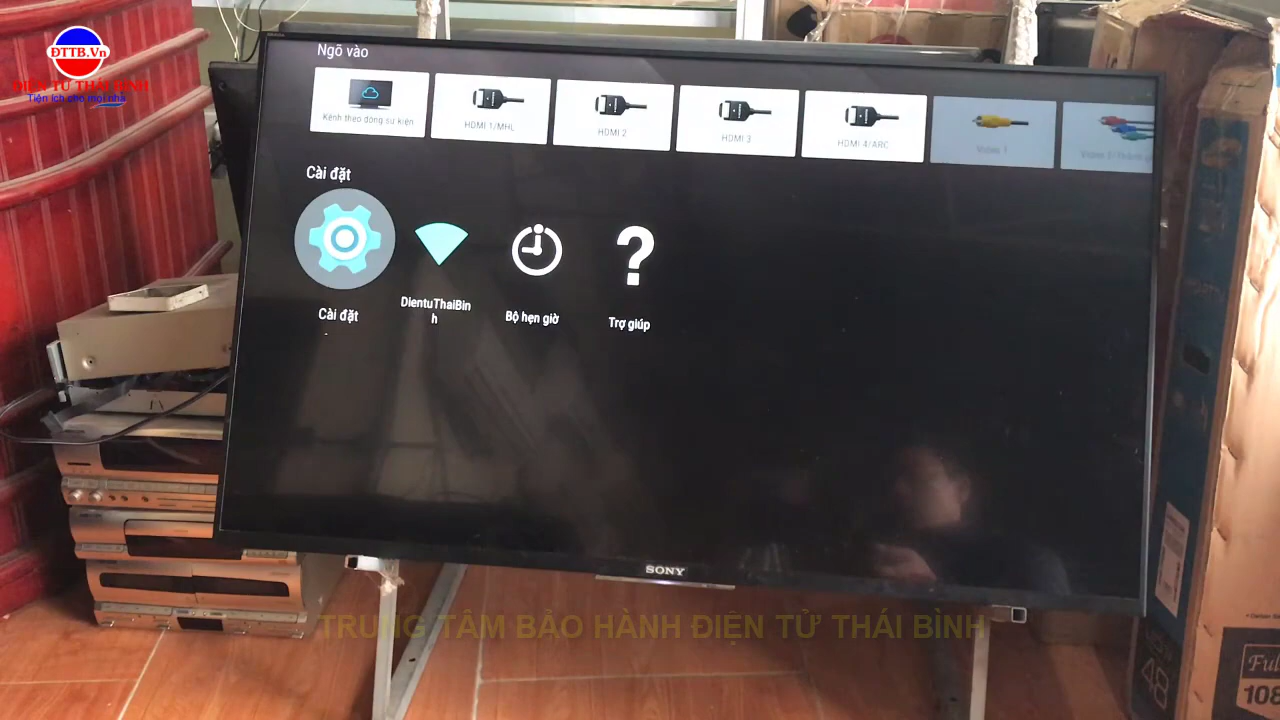 ĐTTB.Vn
ĐIỆN TỬ THÁI BÌNH
Tiện ích cho mọi nhà
Ngõ vào
Kênh theo dòng sự kiện
HDMI 1/MHL
HDMI 2
HDMI 3
HDMI 4/ARC
Video 1
Cài đặt
Cài đặt
DientuThaiBin
h
Bộ hẹn giờ
Trợ giúp
SONY
TRUNG TÂM BẢO HÀNH ĐIỆN TỬ THÁI BÌNH
48
Full
108